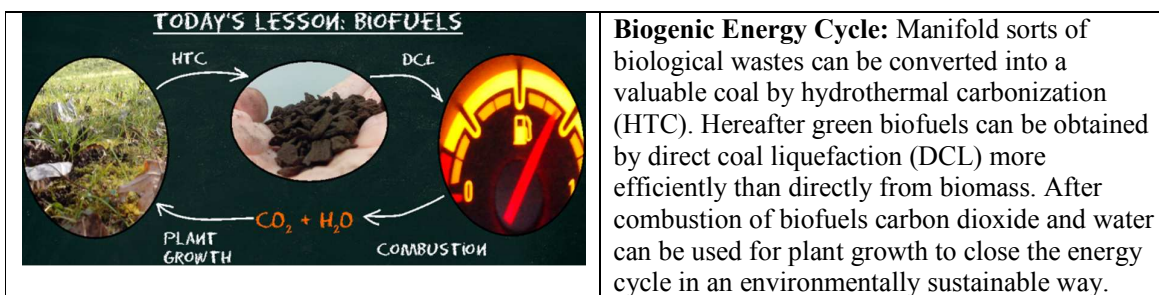 TODAY'S LESSON: BIOFUELS
HTC
DCL
0
1
CO₂ + H₂O
PLANT
GROWTH
COMBUSTION
Biogenic Energy Cycle: Manifold sorts of
biological wastes can be converted into a
valuable coal by hydrothermal carbonization
(HTC). Hereafter green biofuels can be obtained
by direct coal liquefaction (DCL) more
efficiently than directly from biomass. After
combustion of biofuels carbon dioxide and water
can be used for plant growth to close the energy
cycle in an environmentally sustainable way.